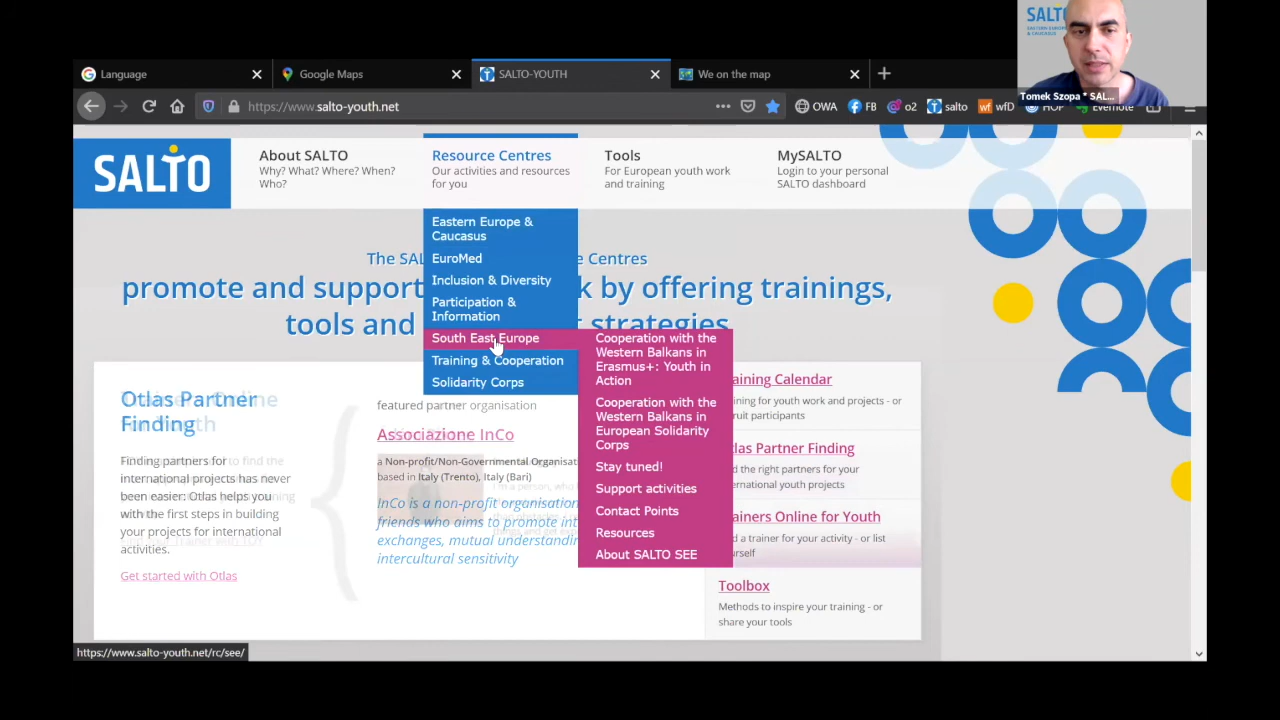 SALTO
Tomek Szopa * SAL...
Language
Google Maps
SALTO-YOUTH
We on the map
https://www.salto-youth.net
OWA
FB
o2
salto
wfD
HOP
Evernote
SALTO
About SALTO
Why? What? Where? When?
Who?
Resource Centres
Our activities and resources
for you
Tools
For European youth work
and training
MySALTO
Login to your personal
SALTO dashboard
Eastern Europe &
Caucasus
EuroMed
Inclusion & Diversity
Participation &
Information
South East Europe
Training & Cooperation
Solidarity Corps
Cooperation with the
Western Balkans in
Erasmus+: Youth in
Action
Cooperation with the
Western Balkans in
European Solidarity
Corps
Stay tuned!
Support activities
Contact Points
Resources
About SALTO SEE
The SAL e Centres
promote and support k by offering trainings,
tools and t strategies
Otlas Partner
Finding
Finding partners for
international projects has never
been easier: Otlas helps you
with the first steps in building
your projects for international
activities.
Get started with Otlas
featured partner organisation
Associazione InCo
a Non-profit/Non-Governmental Organisat
based in Italy (Trento), Italy (Bari)
InCo is a non-profit organisation
friends who aims to promote int
exchanges, mutual understandin
intercultural sensitivity
aining Calendar
ning for youth work and projects - or
ruit participants
tlas Partner Finding
d the right partners for your
ernational youth projects
ainers Online for Youth
d a trainer for your activity - or list
urself
Toolbox
Methods to inspire your training - or
share your tools
https://www.salto-youth.net/rc/see/